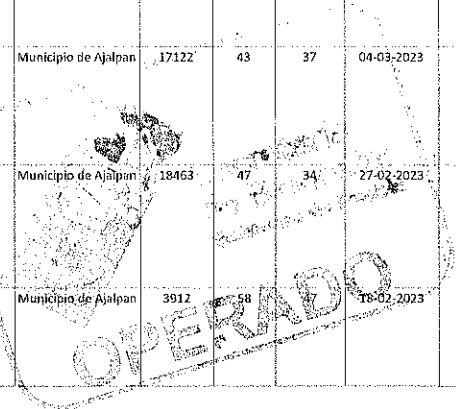 Municipio de Ajalpan 17122 43 37 04-03-2023
Municipio de Ajalpan 18463 47 34 27-02-2023
Municipio de Ajalpan 3912 58 47 18-02-2023
OPERADO